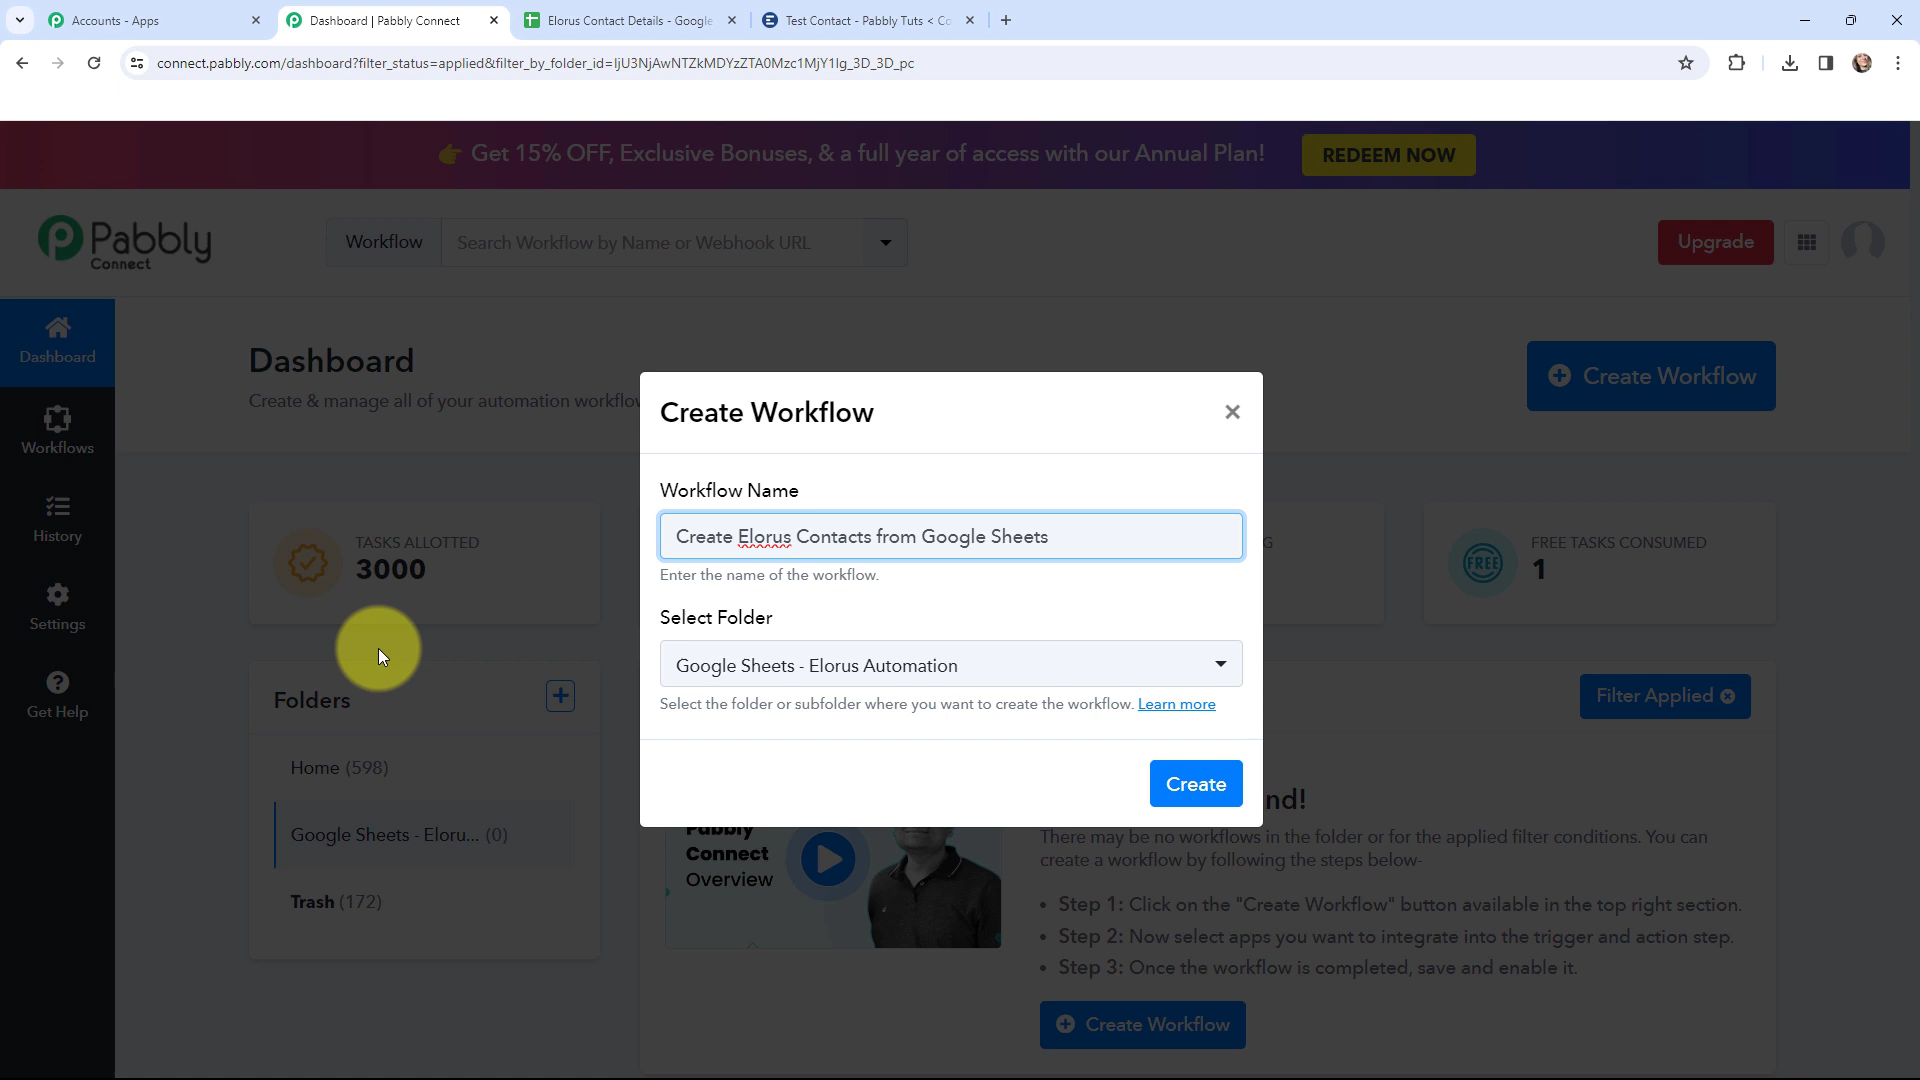 Accounts - Apps
Dashboard | Pabbly Connect
Elorus Contact Details - Google
Test Contact - Pabbly Tuts < Co
connect.pabbly.com/dashboard?filter_status=applied&filter_by_folder_id=IjU3NjAwNTZkMDYzZTA0Mzc1MjY1Ig_3D_3D_pc
Get 15% OFF, Exclusive Bonuses, & a full year of access with our Annual Plan!
REDEEM NOW
Pabbly
Connect
Workflow
Search Workflow by Name or Webhook URL
Upgrade
Dashboard
Workflows
History
Settings
Get Help
Dashboard
Create & manage all of your automation workflow
Create Workflow
TASKS ALLOTTED
3000
G
FREE
FREE TASKS CONSUMED
1
Create Workflow
Workflow Name
Create Elorus Contacts from Google Sheets
Enter the name of the workflow.
Select Folder
Google Sheets - Elorus Automation
Select the folder or subfolder where you want to create the workflow. Learn more
Create
Folders
Home (598)
Google Sheets - Eloru... (0)
Trash (172)
Filter Applied
Pabbly
Connect
Overview
nd!
There may be no workflows in the folder or for the applied filter conditions. You can
create a workflow by following the steps below-
• Step 1: Click on the "Create Workflow" button available in the top right section.
• Step 2: Now select apps you want to integrate into the trigger and action step.
• Step 3: Once the workflow is completed, save and enable it.
Create Workflow